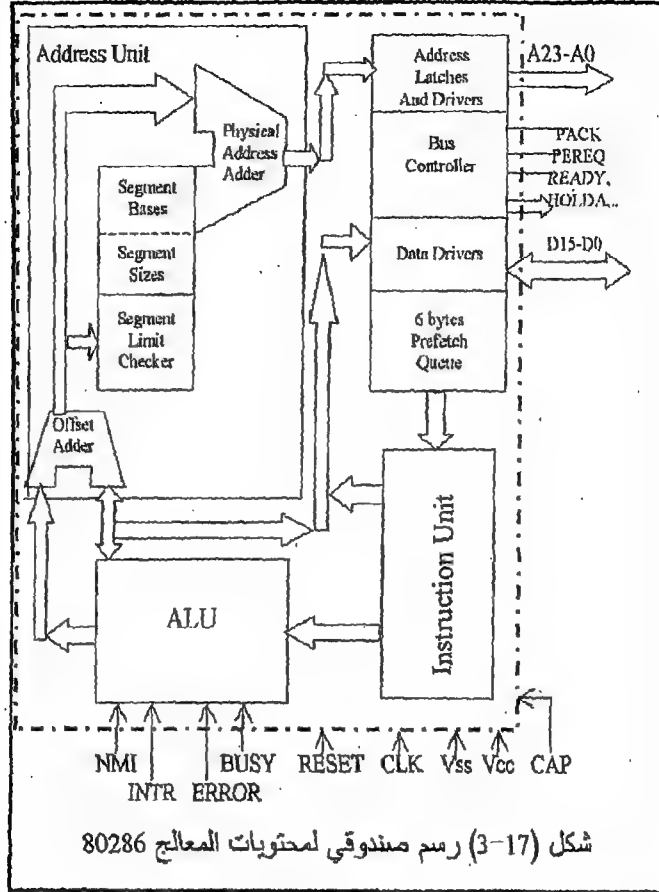 Address Unit
Physical
Address
Adder
Segment
Bases
Segment
Sizes
Segment
Limit
Checker
Offset
Adder
Address
Latches
And Drivers
Bus
Controller
Data Drivers
6 bytes
Prefetch
Queue
A23-A0
PACK
PEREQ
READY,
HOLDA,..
D15-D0
Instruction Unit
ALU
NMI
INTR
ERROR
BUSY
RESET
CLK
Vss
Vcc
CAP
شكل (3-17) رسم صندوقي لمحتويات المعالج 80286